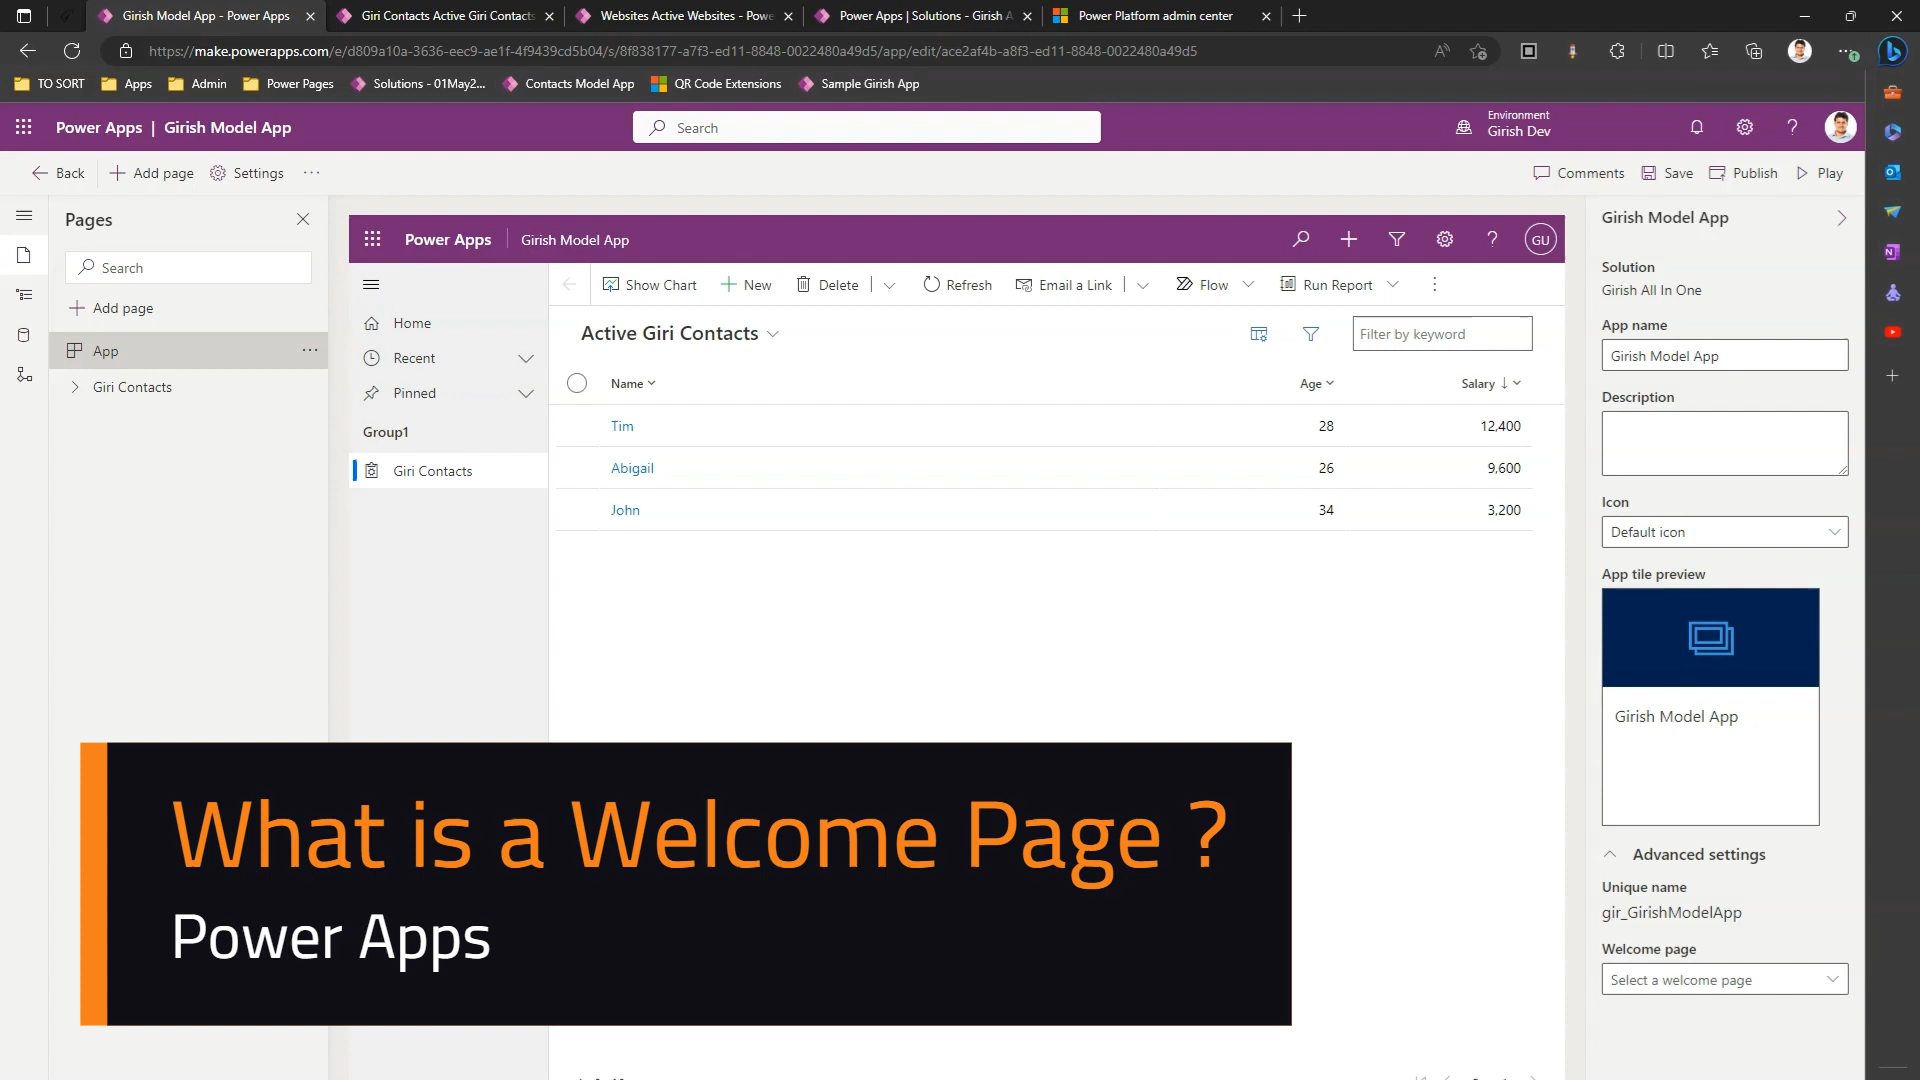 Girish Model App - Power Apps
Giri Contacts Active Giri Contacts
Websites Active Websites - Powe
Power Apps | Solutions - Girish A
Power Platform admin center
https://make.powerapps.com/e/d809a10a-3636-eec9-ae1f-4f9439cd5b04/s/8f838177-a7f3-ed11-8848-0022480a49d5/app/edit/ace2af4b-a8f3-ed11-8848-0022480a49d5
TO SORT
Apps
Admin
Power Pages
Solutions - 01May2...
Contacts Model App
QR Code Extensions
Sample Girish App
Power Apps | Girish Model App
Search
Environment
Girish Dev
Back
Add page
Settings
Comments
Save
Publish
Play
Pages
Search
Add page
App
Giri Contacts
Power Apps
Girish Model App
GU
Show Chart
New
Delete
Refresh
Email a Link
Flow
Run Report
Home
Recent
Pinned
Group1
Giri Contacts
Active Giri Contacts
Filter by keyword
Name Age Salary
Tim 28 12,400
Abigail 26 9,600
John 34 3,200
Girish Model App
Solution
Girish All In One
App name
Girish Model App
Description
Icon
Default icon
App tile preview
Girish Model App
Advanced settings
Unique name
gir_GirishModelApp
Welcome page
Select a welcome page
What is a Welcome Page ?
Power Apps